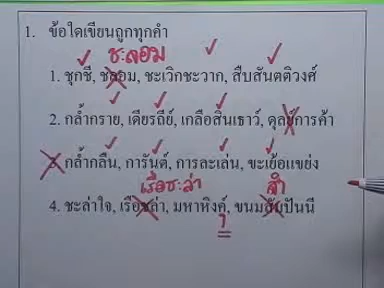 1. ข้อใดเขียนถูกทุกคำ
ชะลอม
1. ชุกชี, ชลอม, ชะเวิกชะวาก, สืบสันตติวงศ์
2. กล้ำกราย, เดียรถีย์, เกลือสินเธาว์, ดุลย์การค้า
3. กล้ำกลืน, การันต์, การละเล่น, ขะเย้อแขย่ง
เรือชะล่า สำ
4. ชะล่าใจ, เรือชล่า, มหาหิงค์, ขนมสัมปันนี